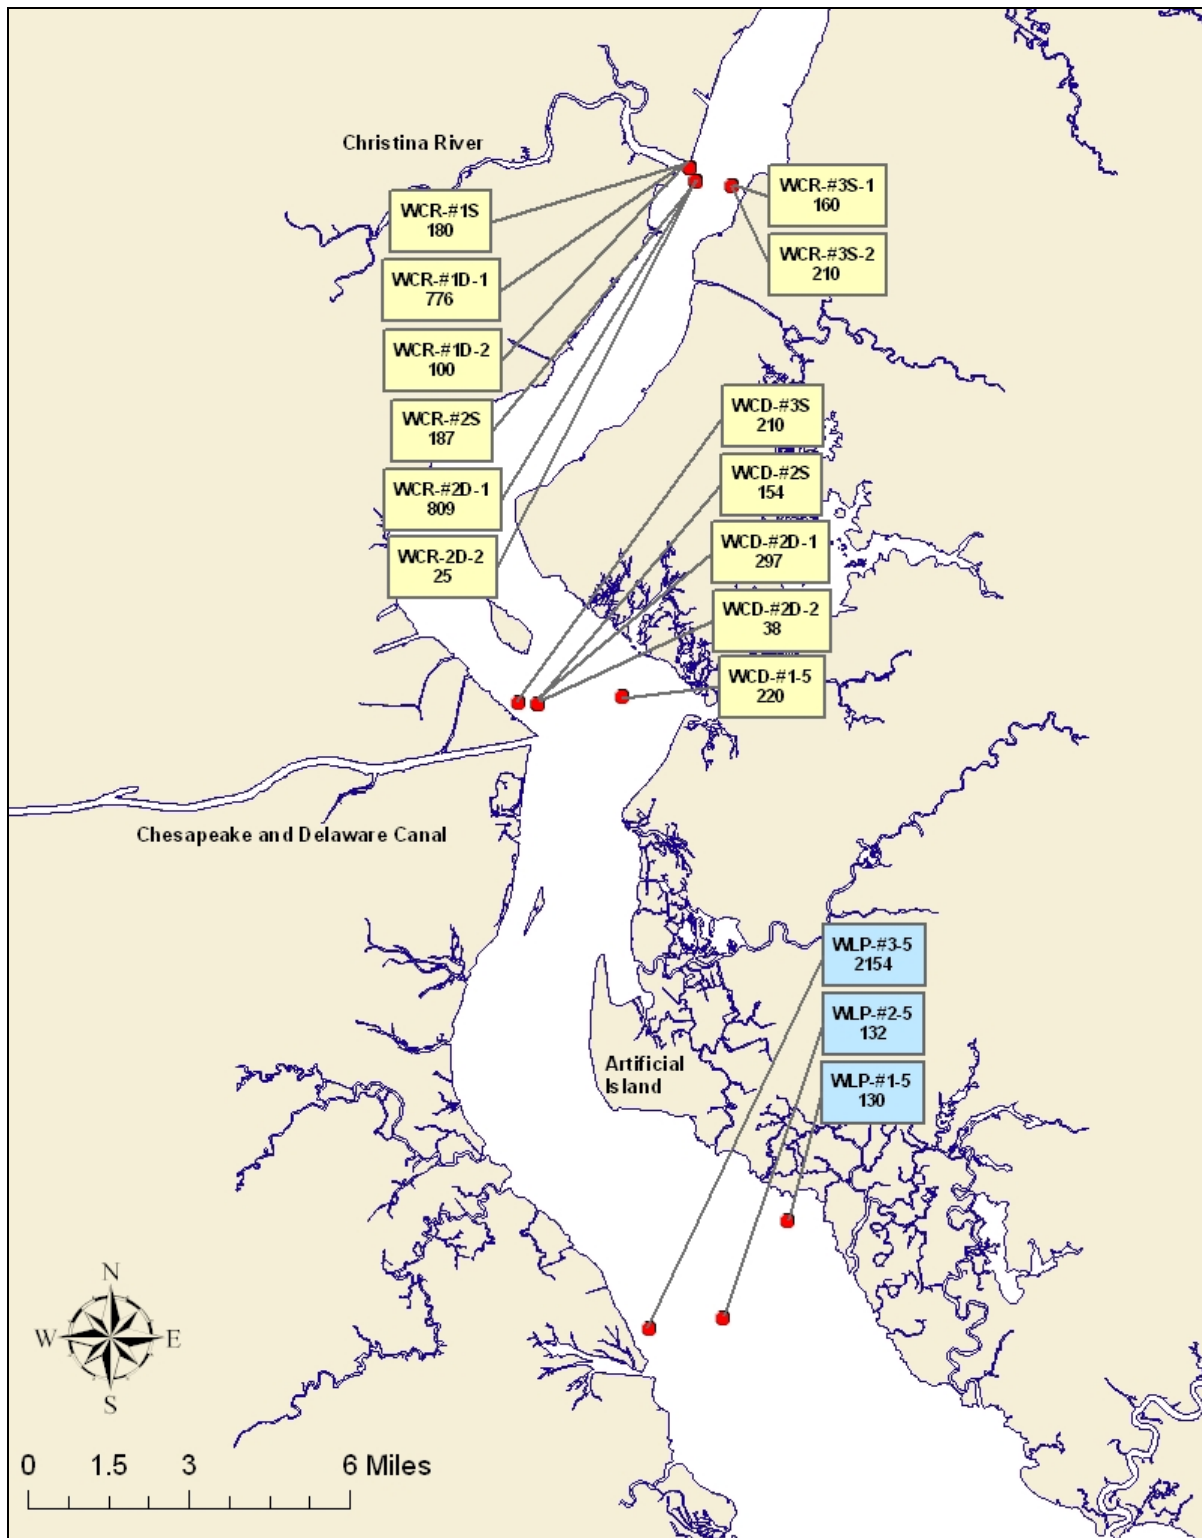 Christina River
WCR-#1S
180
WCR-#1D-1
776
WCR-#1D-2
100
WCR-#2S
187
WCR-#2D-1
809
WCR-2D-2
25
WCR-#3S-1
160
WCR-#3S-2
210
WCD-#3S
210
WCD-#2S
154
WCD-#2D-1
297
WCD-#2D-2
38
WCD-#1-5
220
Chesapeake and Delaware Canal
WLP-#3-5
2154
WLP-#2-5
132
WLP-#1-5
130
Artificial
Island
N
W E
S
0 1.5 3 6 Miles